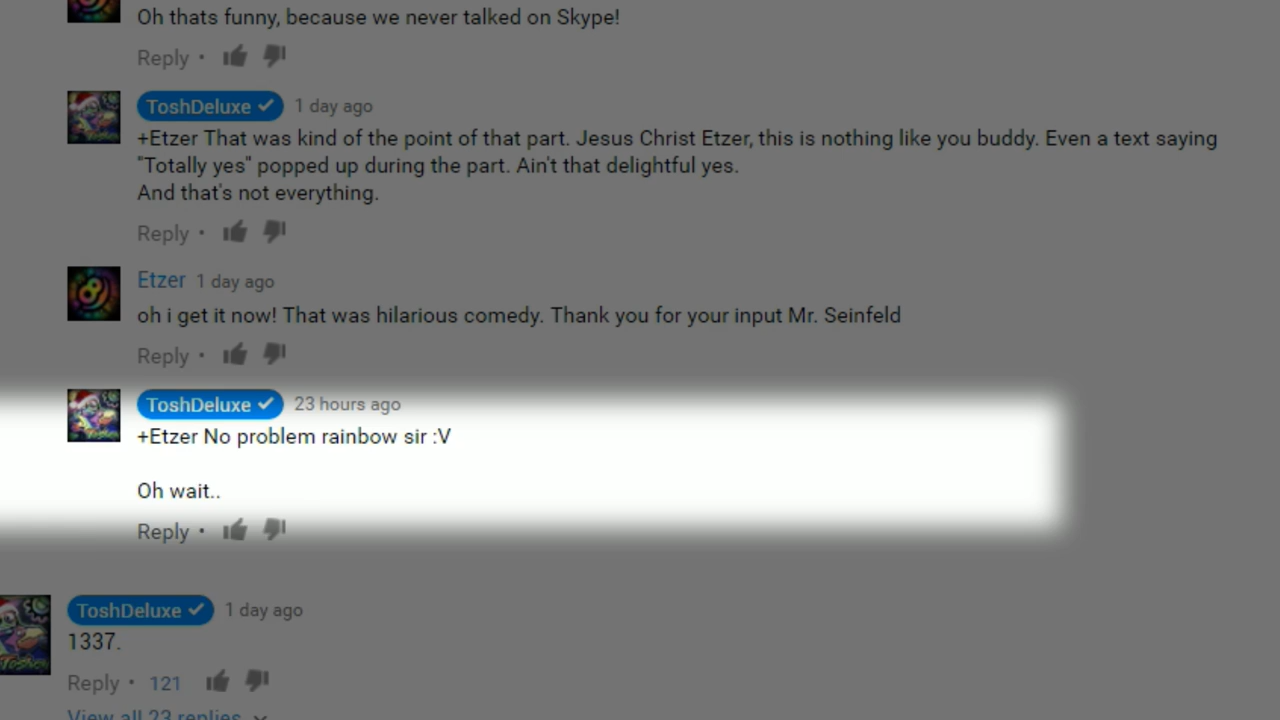 Oh thats funny, because we never talked on Skype!
Reply •
ToshDeluxe 1 day ago
+Etzer That was kind of the point of that part. Jesus Christ Etzer, this is nothing like you buddy. Even a text saying
"Totally yes" popped up during the part. Ain't that delightful yes.
And that's not everything.
Reply •
Etzer 1 day ago
oh i get it now! That was hilarious comedy. Thank you for your input Mr. Seinfeld
Reply •
ToshDeluxe 23 hours ago
+Etzer No problem rainbow sir :V
Oh wait..
Reply •
ToshDeluxe 1 day ago
1337.
Reply • 121
View all 23 replies